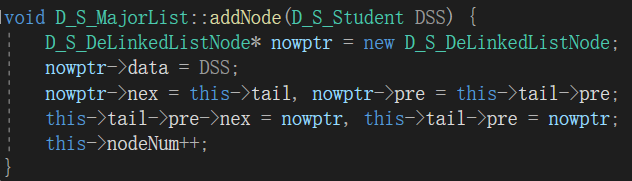 void D_S_MajorList::addNode(D_S_Student DSS) {
    D_S_DeLinkedListNode* nowptr = new D_S_DeLinkedListNode;
    nowptr->data = DSS;
    nowptr->nex = this->tail, nowptr->pre = this->tail->pre;
    this->tail->pre->nex = nowptr, this->tail->pre = nowptr;
    this->nodeNum++;
}